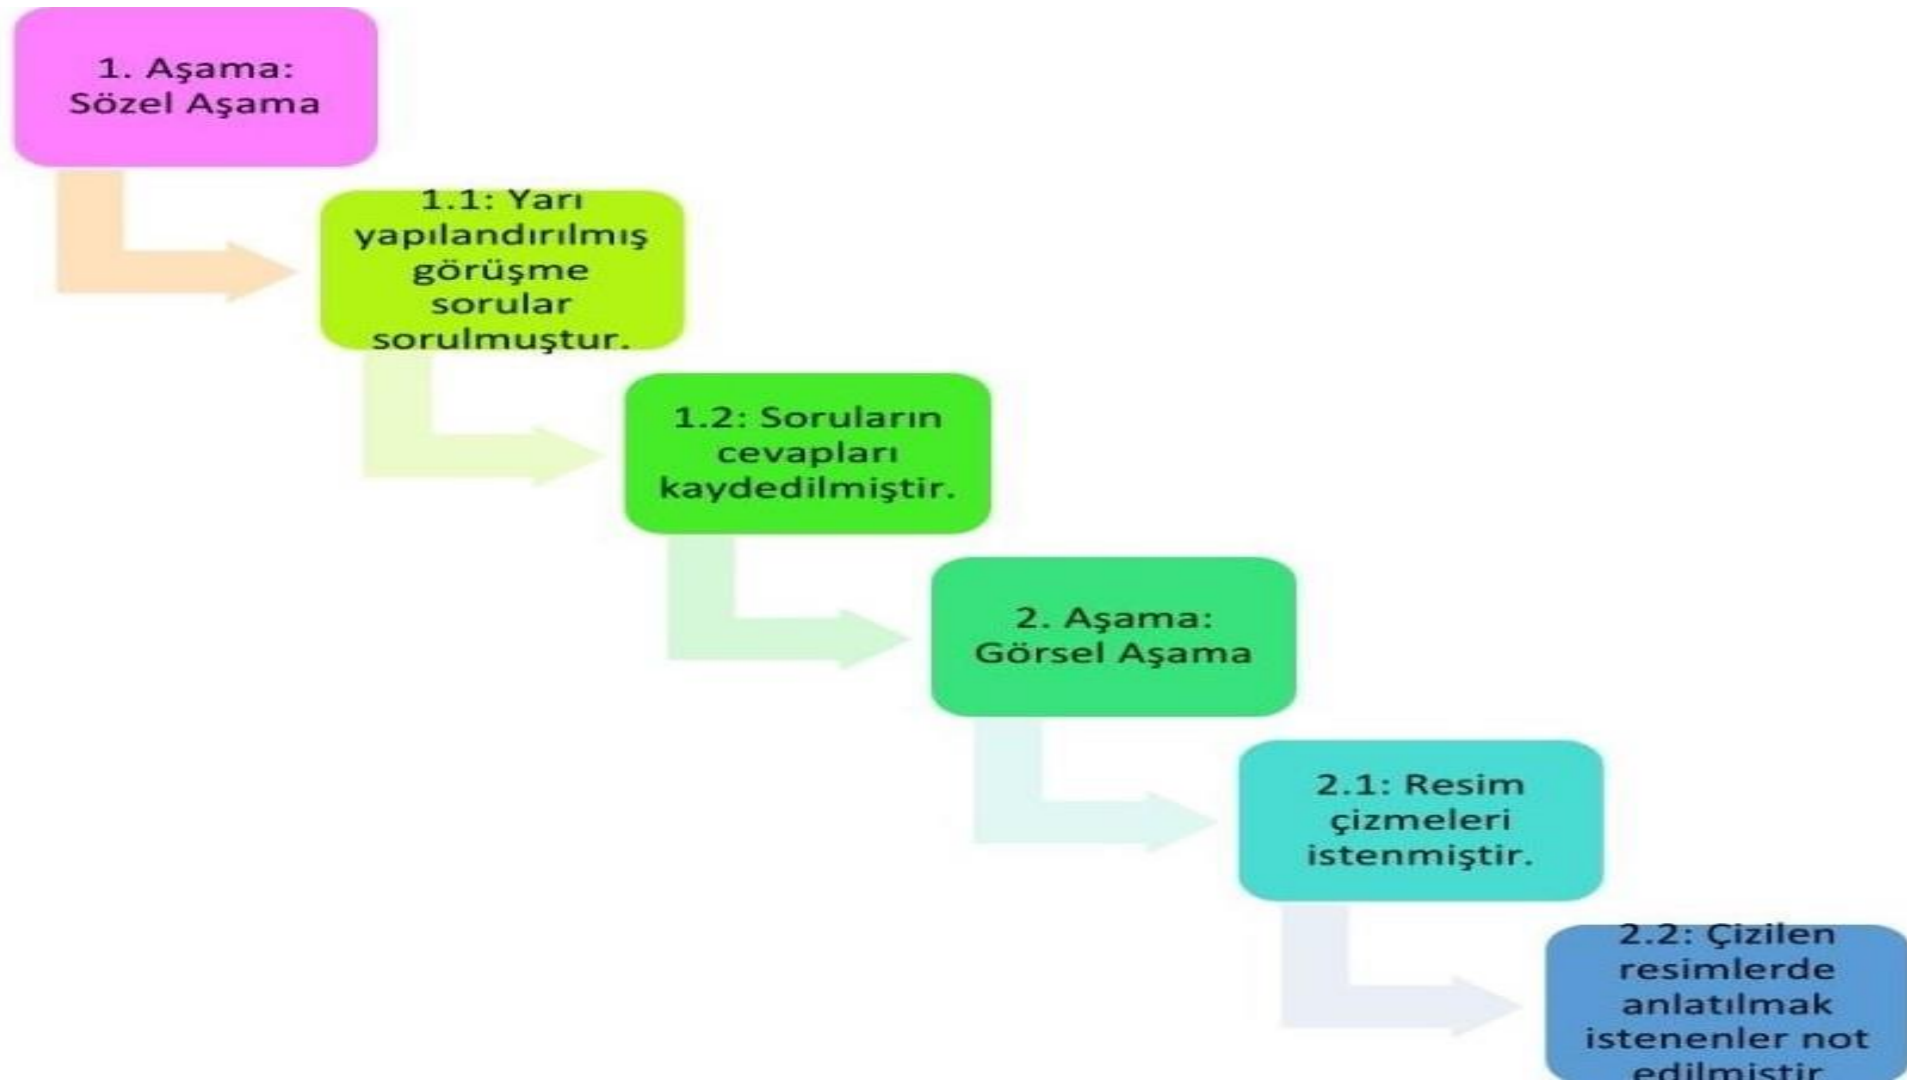 1. Aşama:
Sözel Aşama
1.1: Yarı
yapılandırılmış
görüşme
sorular
sorulmuştur.
1.2: Soruların
cevapları
kaydedilmiştir.
2. Aşama:
Görsel Aşama
2.1: Resim
çizmeleri
istenmiştir.
2.2: Çizilen
resimlerde
anlatılmak
istenenler not
edilmiştir.